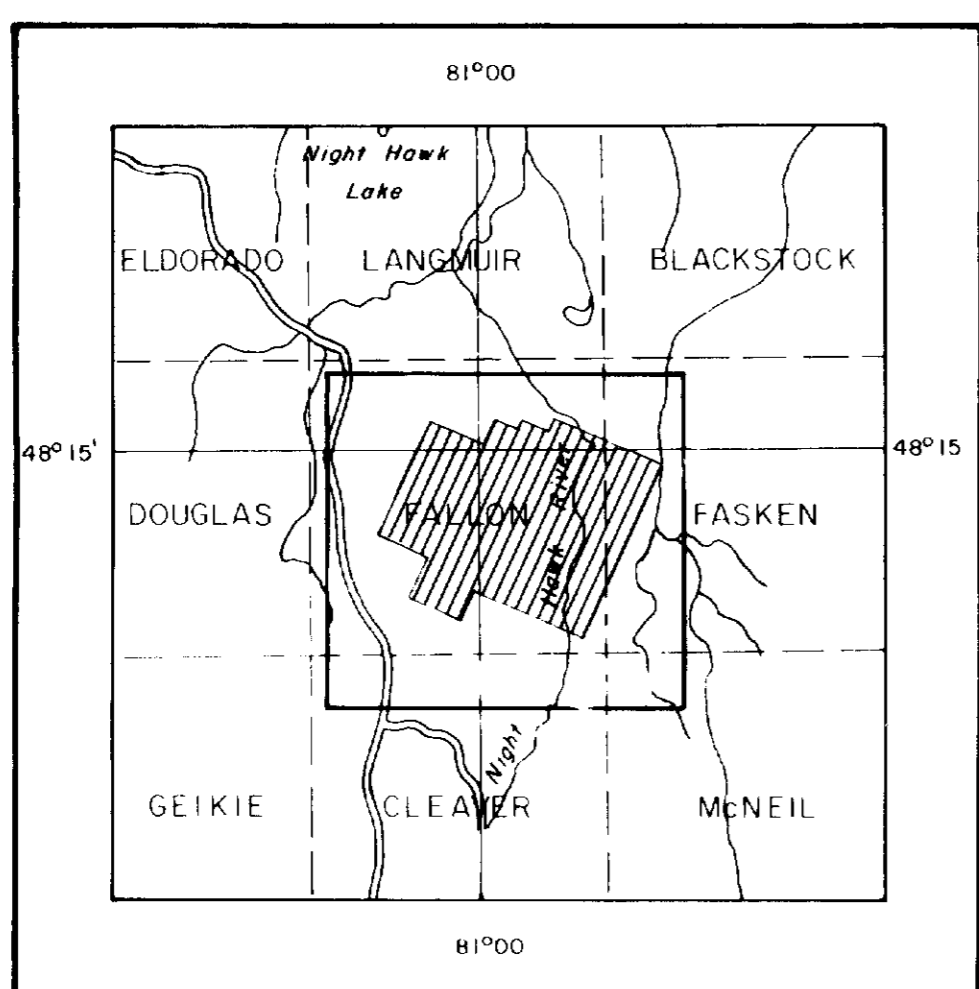 81°00
Night Hawk
Lake
ELDORADO LANGMUIR BLACKSTOCK
48°15' 48°15
DOUGLAS FALLON FASKEN
Night Hawk River
GEIKIE CLEAVER McNEIL
81°00